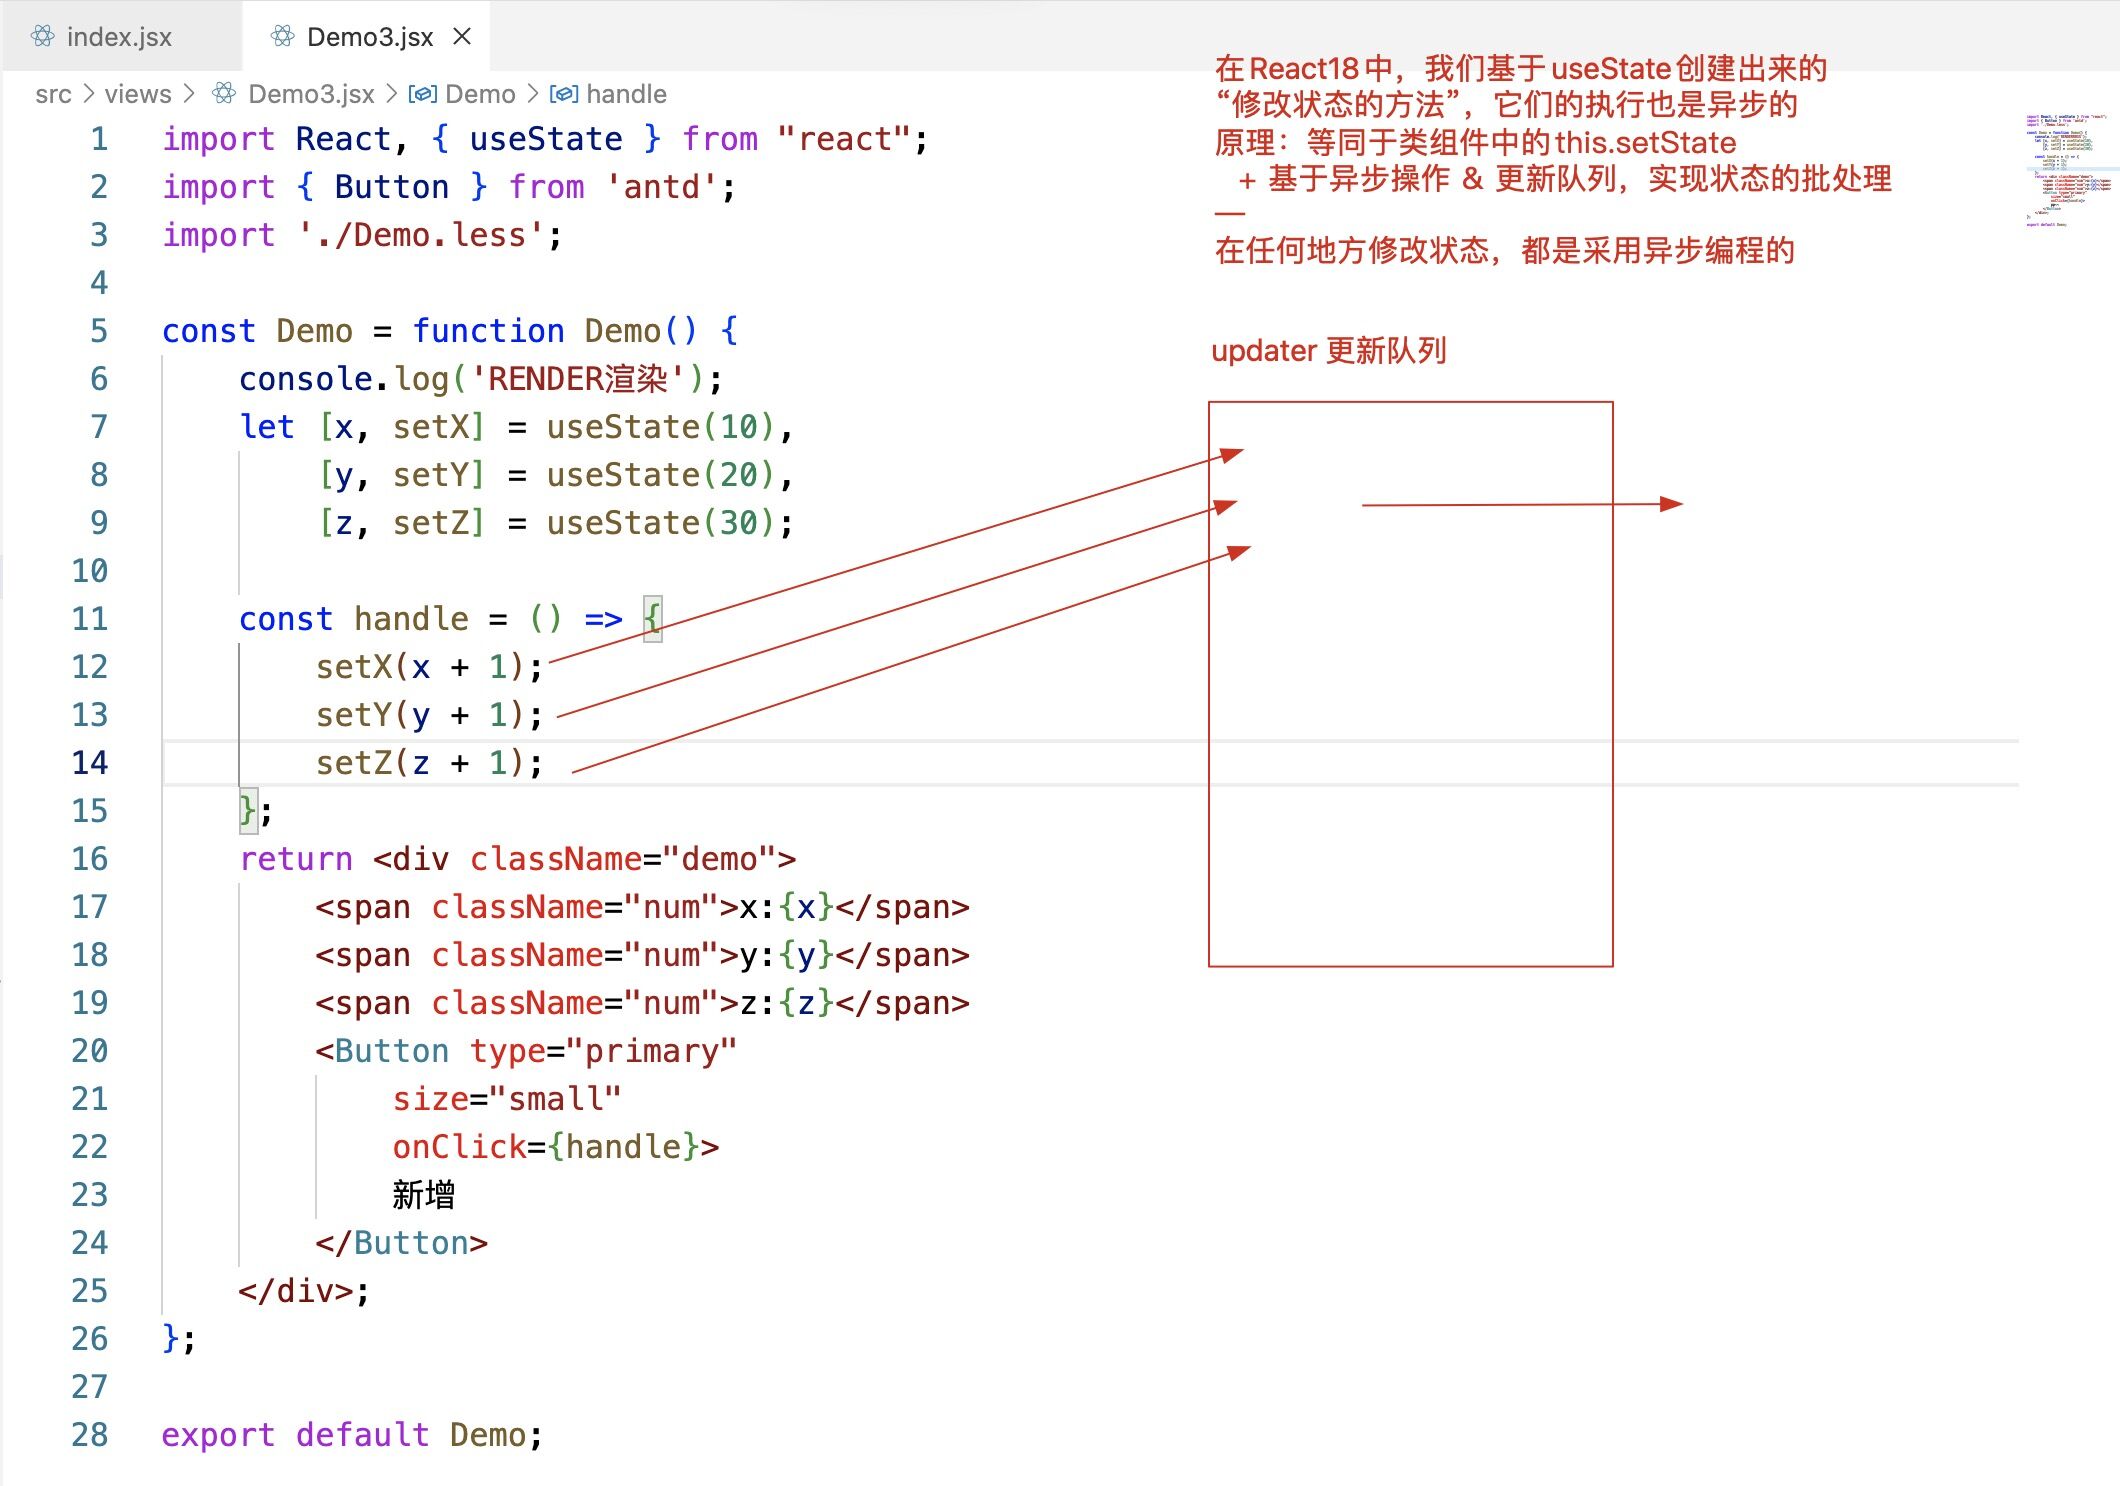 index.jsx
Demo3.jsx
src > views > Demo3.jsx > Demo > handle
1 import React, { useState } from "react";
2 import { Button } from 'antd';
3 import './Demo.less';
4
5 const Demo = function Demo() {
6 console.log('RENDER渲染');
7 let [x, setX] = useState(10),
8 [y, setY] = useState(20),
9 [z, setZ] = useState(30);
10
11 const handle = () => {
12 setX(x + 1);
13 setY(y + 1);
14 setZ(z + 1);
15 };
16 return <div className="demo">
17 <span className="num">x:{x}</span>
18 <span className="num">y:{y}</span>
19 <span className="num">z:{z}</span>
20 <Button type="primary"
21 size="small"
22 onClick={handle}>
23 新增
24 </Button>
25 </div>;
26 };
27
28 export default Demo;
在React18中，我们基于useState创建出来的
“修改状态的方法”，它们的执行也是异步的
原理：等同于类组件中的this.setState
+ 基于异步操作 & 更新队列，实现状态的批处理
—
在任何地方修改状态，都是采用异步编程的
updater 更新队列